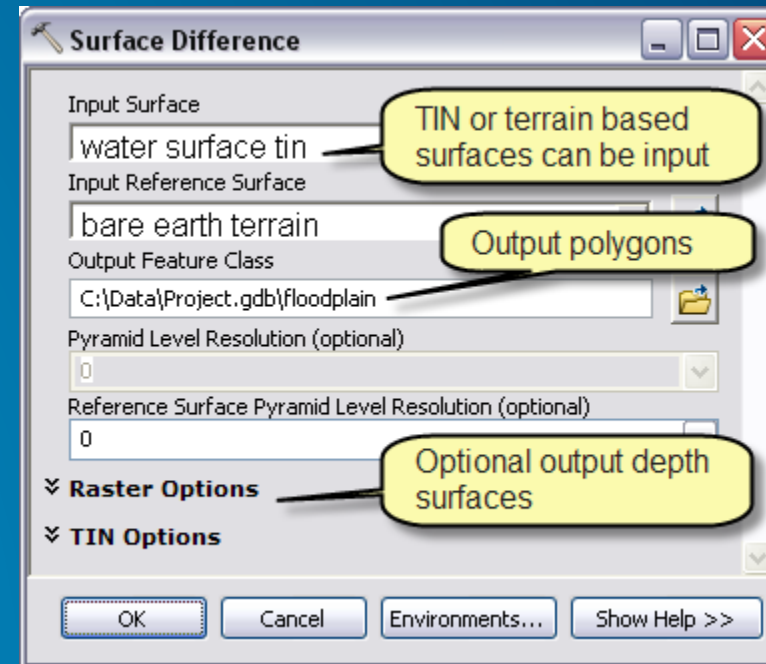 Surface Difference
Input Surface
water surface tin
TIN or terrain based
surfaces can be input
Input Reference Surface
bare earth terrain
Output polygons
Output Feature Class
C:\Data\Project.gdb\floodplain
Pyramid Level Resolution (optional)
0
Reference Surface Pyramid Level Resolution (optional)
0
Optional output depth
surfaces
Raster Options
TIN Options
OK Cancel Environments... Show Help >>